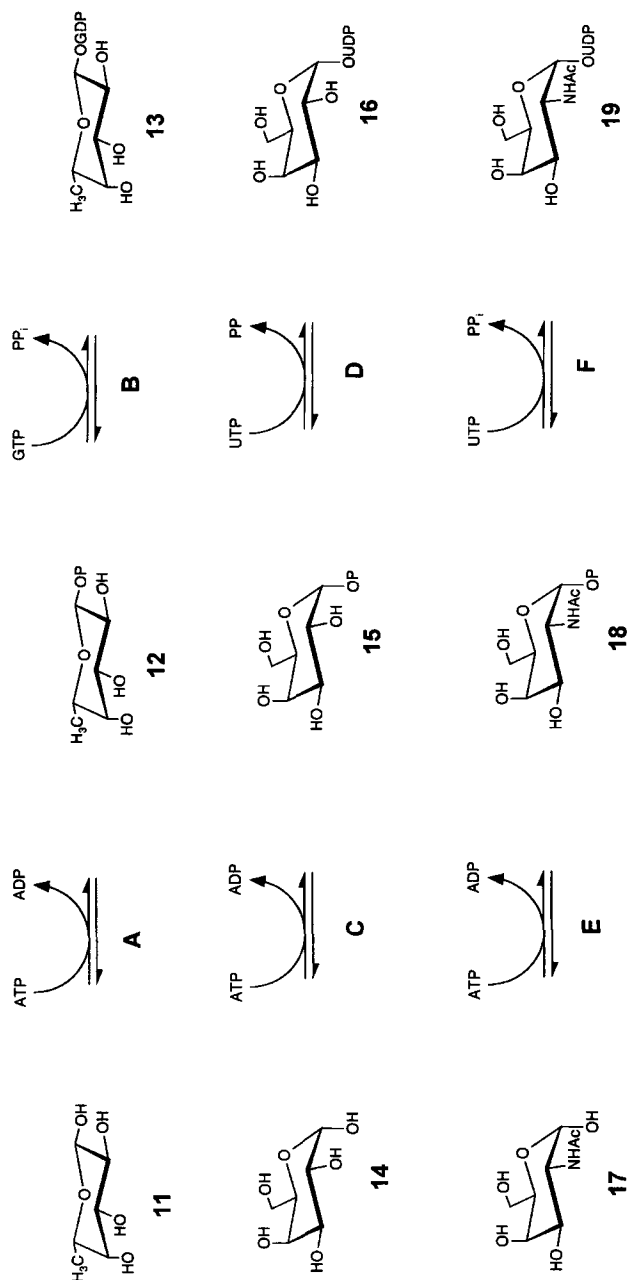 H₃C
O
OH
OH
HO
HO
11
ATP
ADP
A
H₃C
O
OP
OH
HO
HO
12
GTP
PPᵢ
B
H₃C
O
OGDP
OH
HO
HO
13
OH
OH
O
HO
OH
OH
14
ATP
ADP
C
OH
OH
O
HO
OH
OP
15
UTP
PP
D
OH
OH
O
HO
OH
OUDP
16
OH
OH
O
HO
NHAc
OH
17
ATP
ADP
E
OH
OH
O
HO
NHAc
OP
18
UTP
PPᵢ
F
OH
OH
O
HO
NHAc
OUDP
19